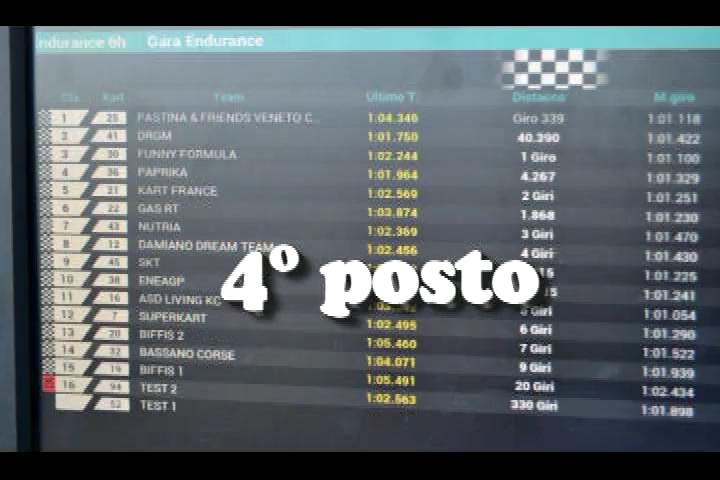 Endurance 6h Gara Endurance
Cls Kart Team Ultimo T. Distacco M.giro
1 25 PASTINA & FRIENDS VENETO C... 1:04.346 Giro 339 1:01.118
2 41 DRGM 1:01.750 40.290 1:01.422
3 30 FUNNY FORMULA 1:02.244 1 Giro 1:01.100
4 36 PAPRIKA 1:01.964 4.267 1:01.329
5 21 KART FRANCE 1:02.569 2 Giri 1:01.251
6 22 GAS RT 1:03.874 1.868 1:01.230
7 43 NUTRIA 1:02.369 3 Giri 1:01.470
8 12 DAMIANO DREAM TEAM 1:02.456 4 Giri 1:01.430
9 45 SKT 1:01.225
10 38 ENEAGP 1:01.241
11 16 ASD LIVING KC 1:01.054
12 7 SUPERKART 1:02.495 6 Giri 1:01.290
13 20 BIFFIS 2 1:05.460 7 Giri 1:01.522
14 32 BASSANO CORSE 1:04.071 9 Giri 1:01.939
15 19 BIFFIS 1 1:05.491 20 Giri 1:02.434
16 94 TEST 2 1:02.563 330 Giri 1:01.898
52 TEST 1
4º posto